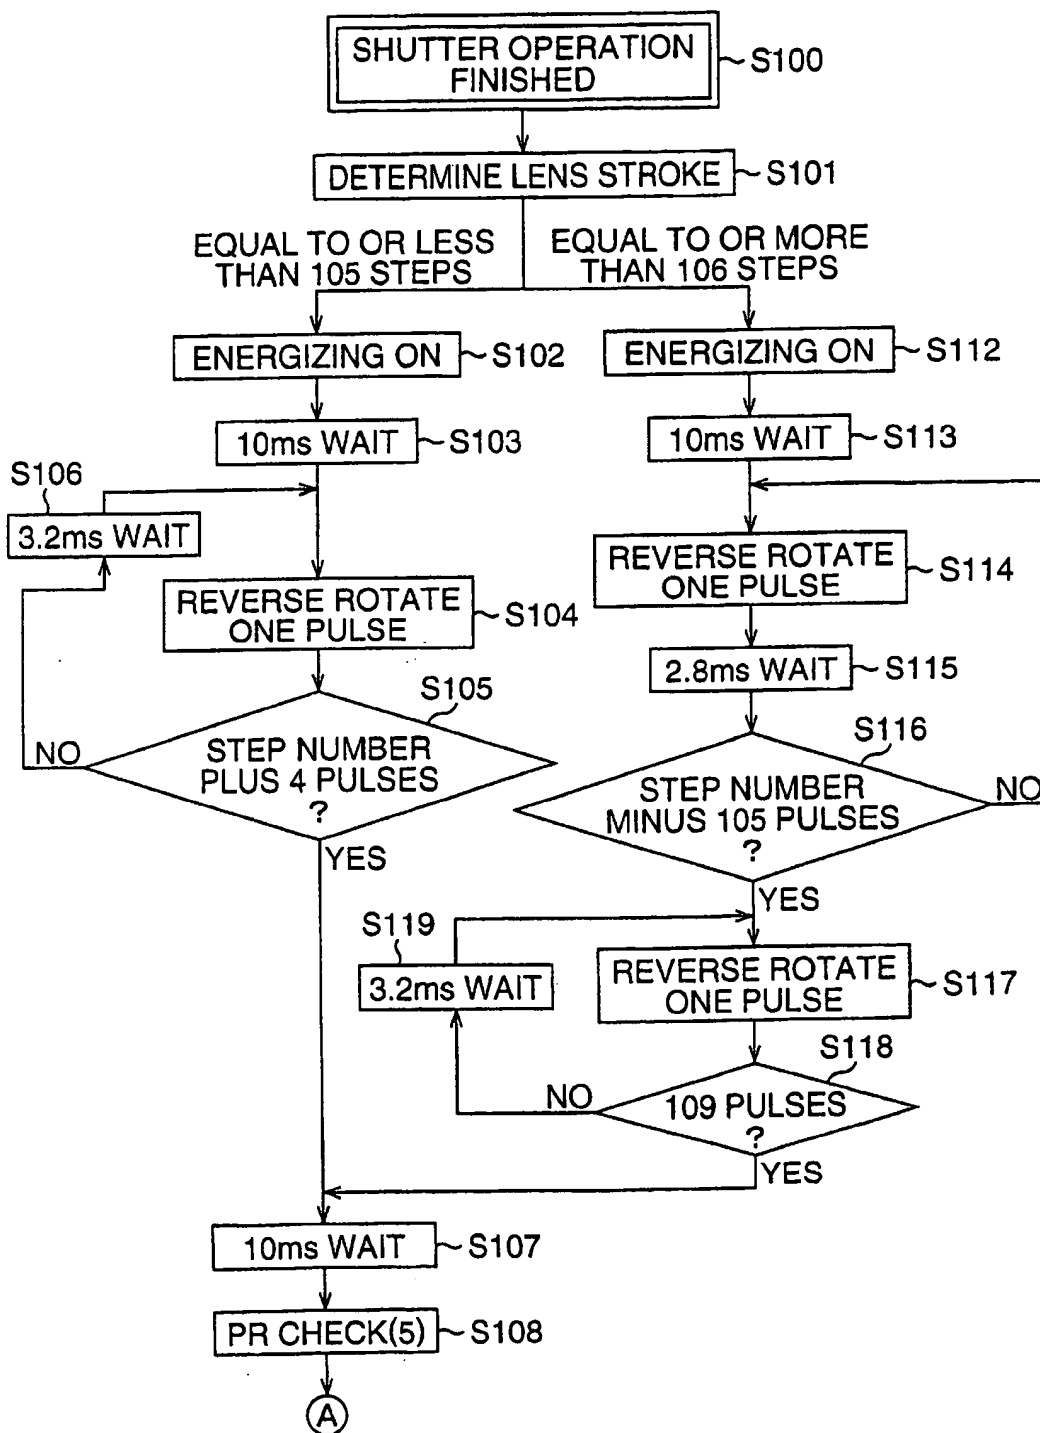 SHUTTER OPERATION
FINISHED
S100
DETERMINE LENS STROKE
S101
EQUAL TO OR LESS
THAN 105 STEPS
EQUAL TO OR MORE
THAN 106 STEPS
ENERGIZING ON
S102
ENERGIZING ON
S112
10ms WAIT
S103
10ms WAIT
S113
S106
3.2ms WAIT
REVERSE ROTATE
ONE PULSE
S104
REVERSE ROTATE
ONE PULSE
S114
2.8ms WAIT
S115
S105
NO
STEP NUMBER
PLUS 4 PULSES
?
YES
S116
STEP NUMBER
MINUS 105 PULSES
?
NO
YES
S119
3.2ms WAIT
REVERSE ROTATE
ONE PULSE
S117
S118
NO
109 PULSES
?
YES
10ms WAIT
S107
PR CHECK(5)
S108
A